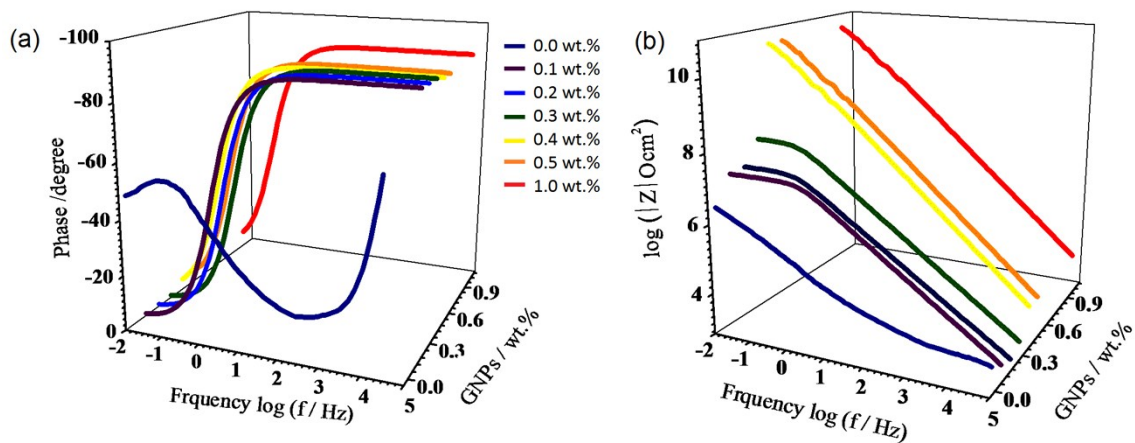 (a)
-100
-80
-60
-40
-20
0
Phase /degree
-2
-1
0
1
2
3
4
5
Frquency log (f / Hz)
0.0
0.3
0.6
0.9
GNPs / wt.%
0.0 wt.%
0.1 wt.%
0.2 wt.%
0.3 wt.%
0.4 wt.%
0.5 wt.%
1.0 wt.%
(b)
10
8
6
4
log (|Z|Ocm²)
-2
-1
0
1
2
3
4
5
Frquency log (f / Hz)
0.0
0.3
0.6
0.9
GNPs / wt.%